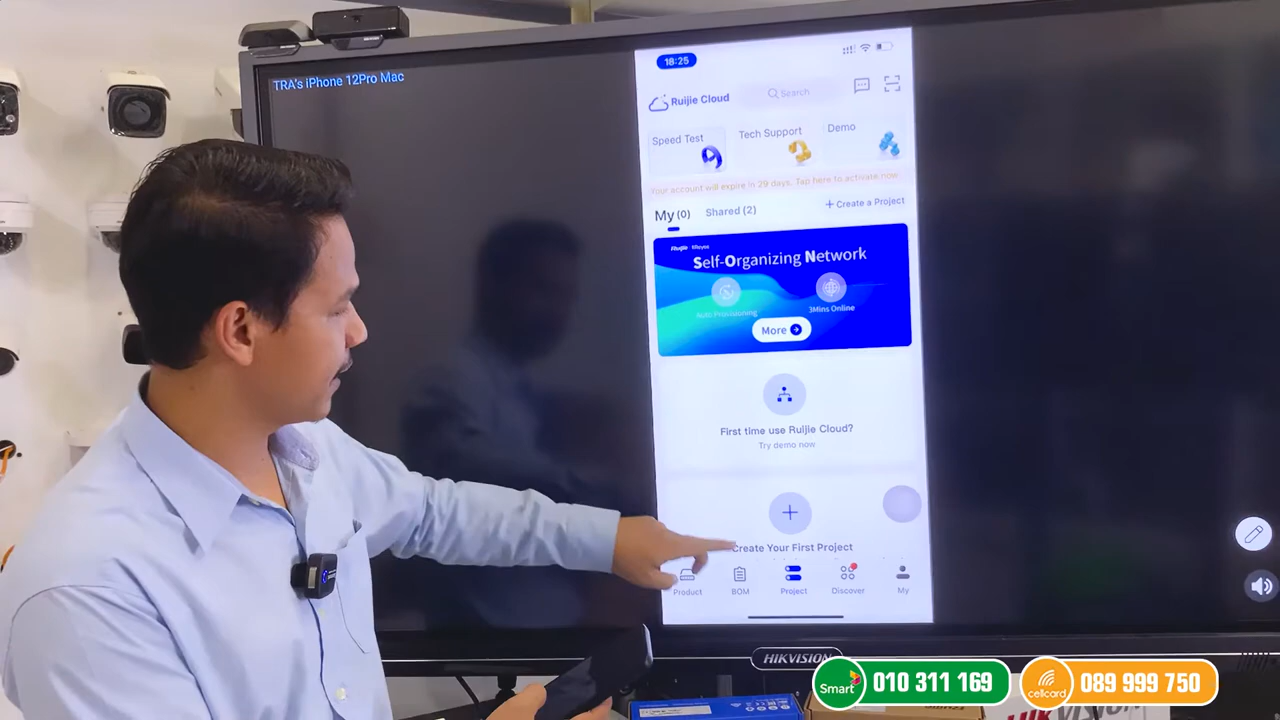 TRA's iPhone 12Pro Mac
18:25
Ruijie Cloud
Search
Speed Test
Tech Support
Demo
Your account will expire in 29 days. Tap here to activate now
My (0)
Shared (2)
+ Create a Project
Ruijie
Self-Organizing Network
Auto Provisioning
3Mins Online
More
First time use Ruijie Cloud?
Try demo now
Create Your First Project
Product
BOM
Project
Discover
My
HIKVISION
Smart
010 311 169
cellcard
089 999 750